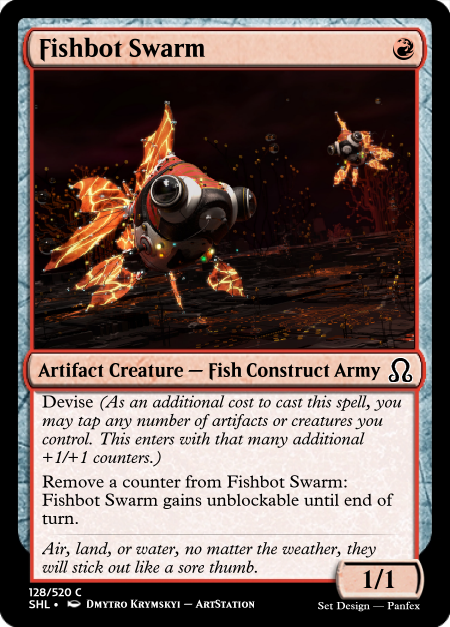 Fishbot Swarm
Artifact Creature — Fish Construct Army
Devise (As an additional cost to cast this spell, you
may tap any number of artifacts or creatures you
control. This enters with that many additional
+1/+1 counters.)
Remove a counter from Fishbot Swarm:
Fishbot Swarm gains unblockable until end of
turn.
Air, land, or water, no matter the weather, they
will stick out like a sore thumb.
1/1
128/520 C
SHL • Dmytro Krymskyi — ArtStation
Set Design — Panfex